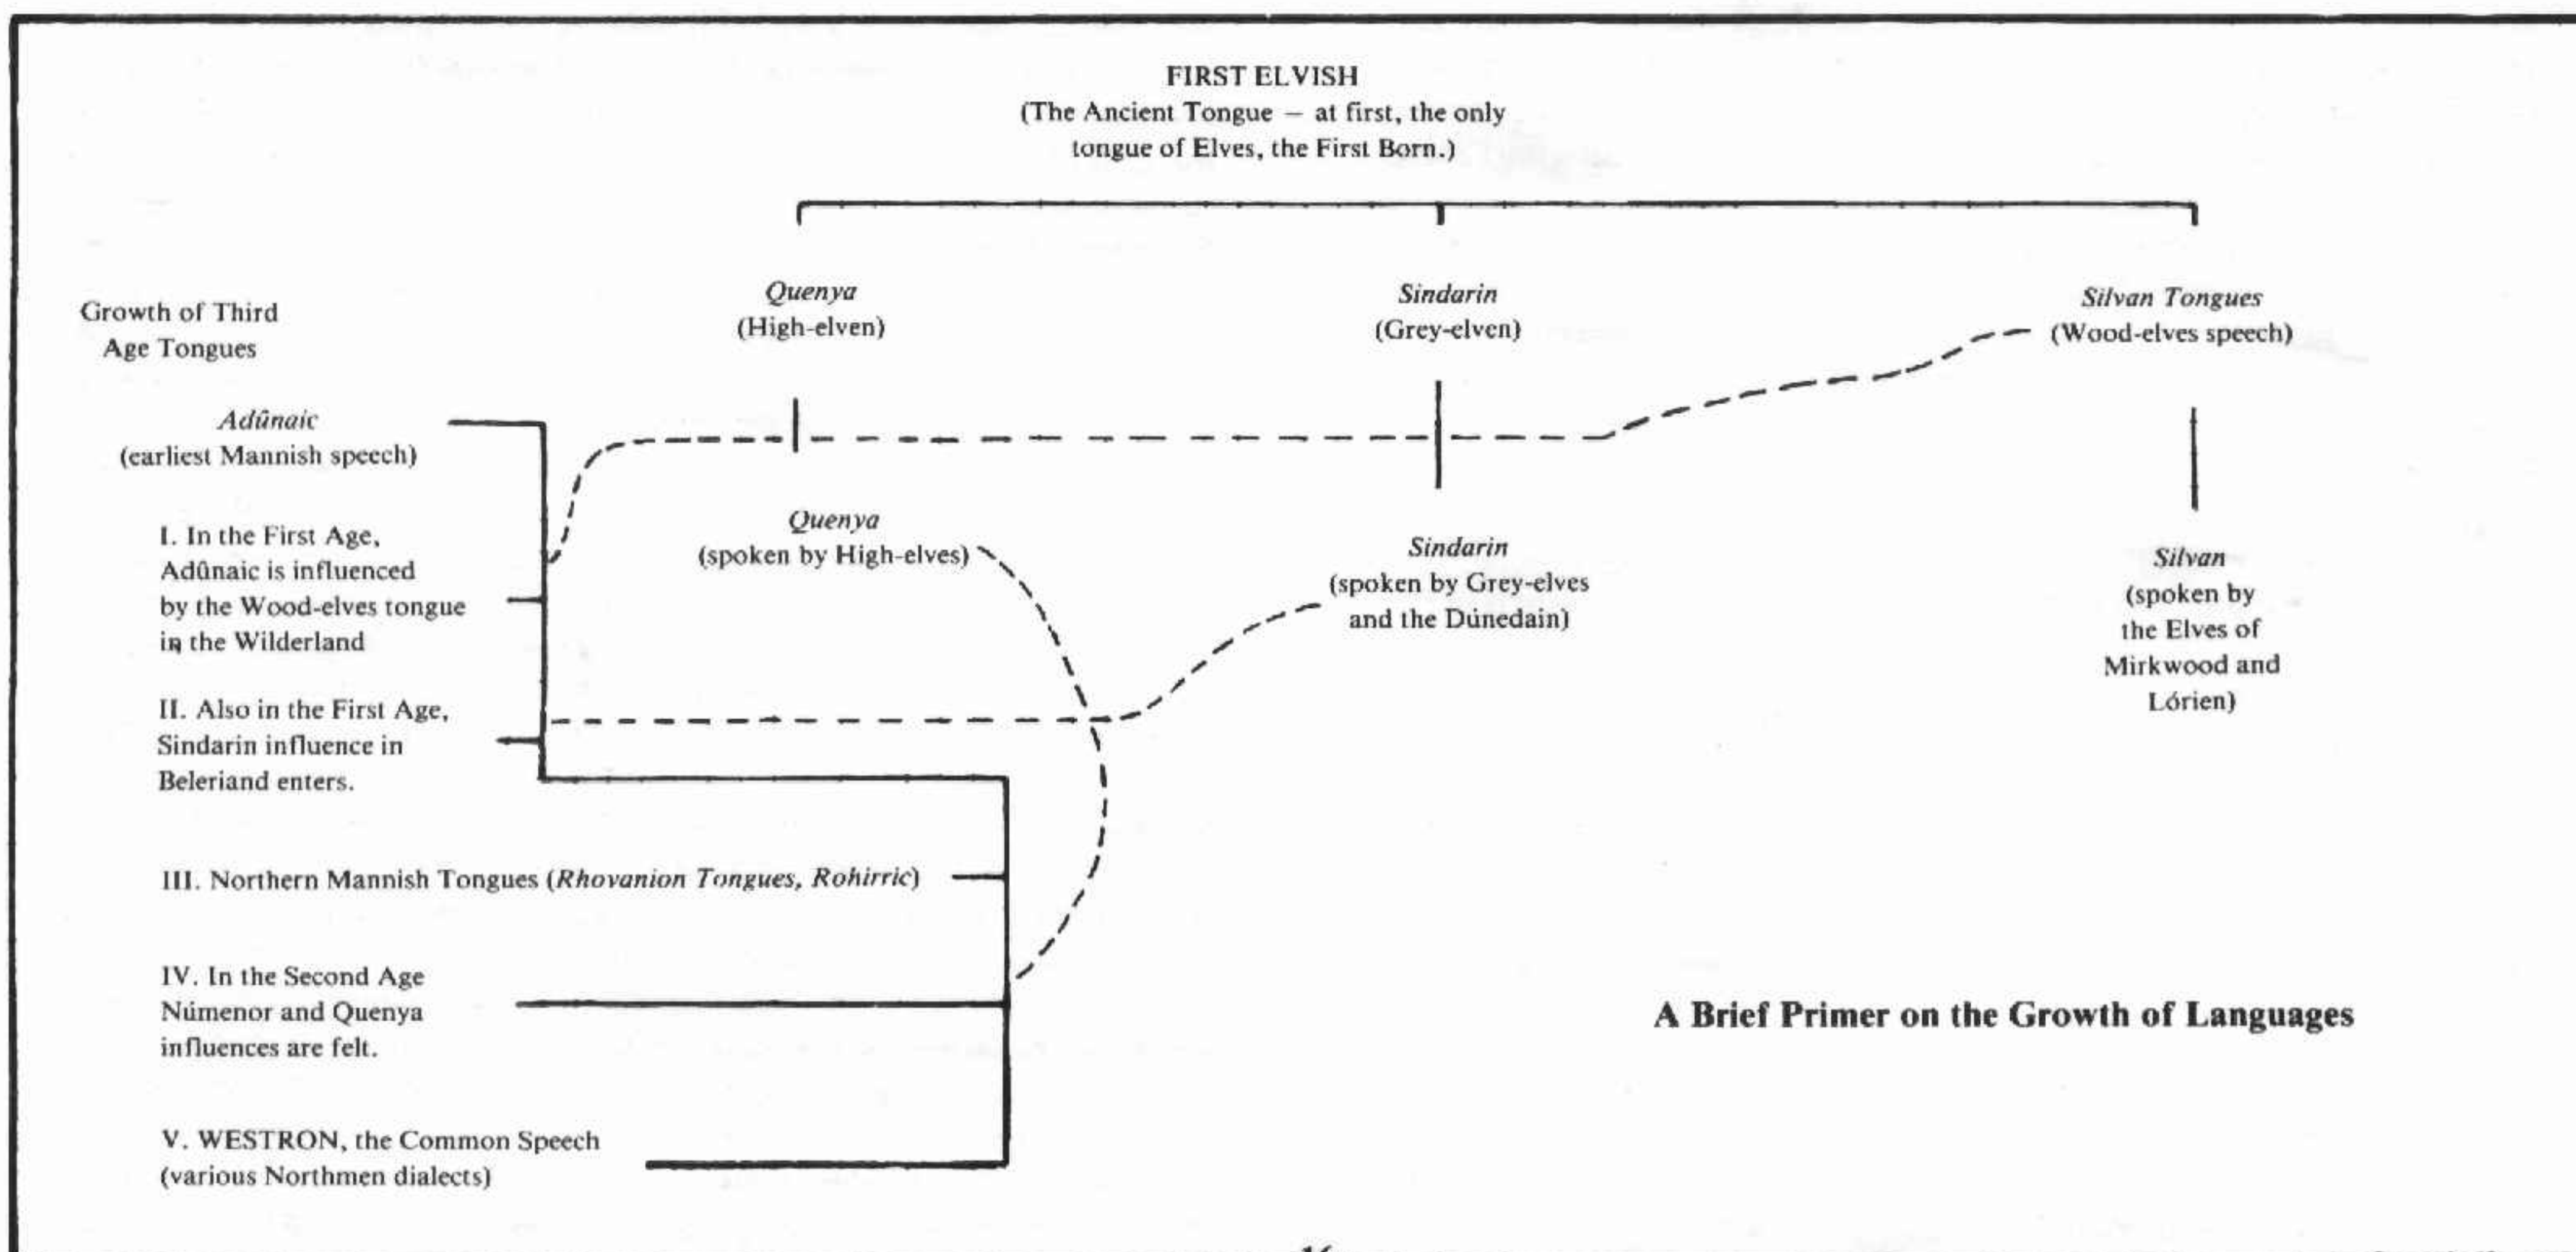 FIRST ELVISH
(The Ancient Tongue — at first, the only
tongue of Elves, the First Born.)
Growth of Third
Age Tongues
Quenya
(High-elven)
Sindarin
(Grey-elven)
Silvan Tongues
(Wood-elves speech)
Adûnaic
(earliest Mannish speech)
I. In the First Age,
Adûnaic is influenced
by the Wood-elves tongue
in the Wilderland
Quenya
(spoken by High-elves)
Sindarin
(spoken by Grey-elves
and the Dúnedain)
Silvan
(spoken by
the Elves of
Mirkwood and
Lórien)
II. Also in the First Age,
Sindarin influence in
Beleriand enters.
III. Northern Mannish Tongues (Rhovanion Tongues, Rohirric)
IV. In the Second Age
Númenor and Quenya
influences are felt.
A Brief Primer on the Growth of Languages
V. WESTRON, the Common Speech
(various Northmen dialects)